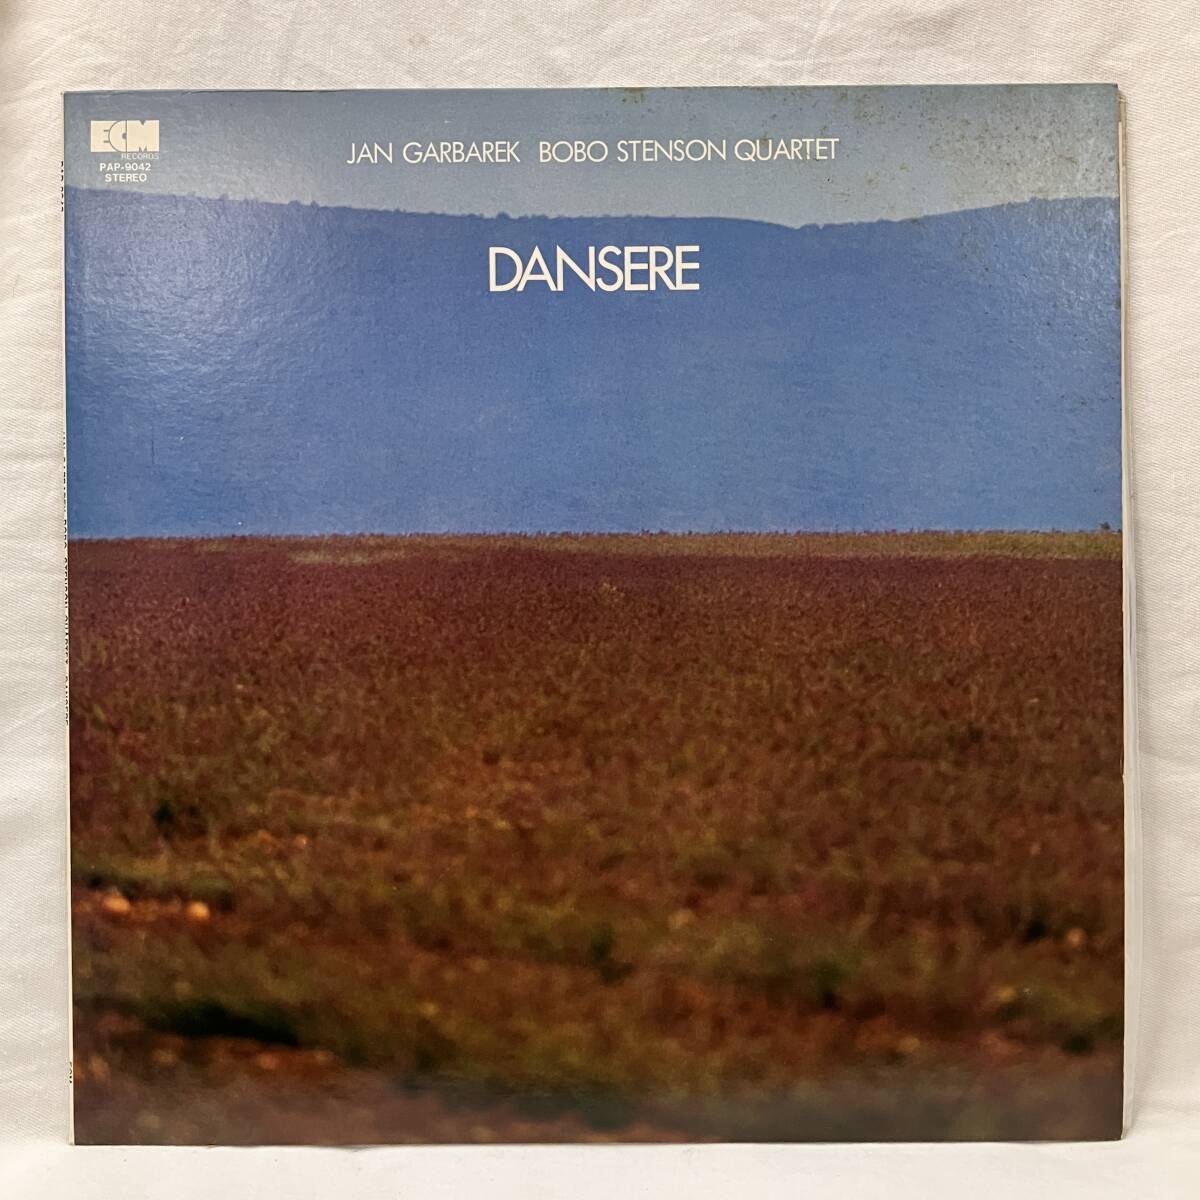 ECM
RECORDS
PAP-9042
STEREO
JAN GARBAREK BOBO STENSON QUARTET
DANSERE